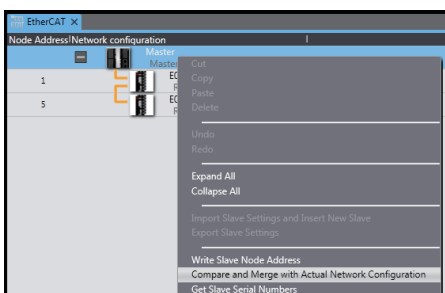 EtherCAT ×
Node Address|Network configuration
Master
Master
Cut
1
EC
Copy
R
Paste
5
EC
Delete
R
Undo
Redo
Expand All
Collapse All
Import Slave Settings and Insert New Slave
Export Slave Settings
Write Slave Node Address
Compare and Merge with Actual Network Configuration
Get Slave Serial Numbers